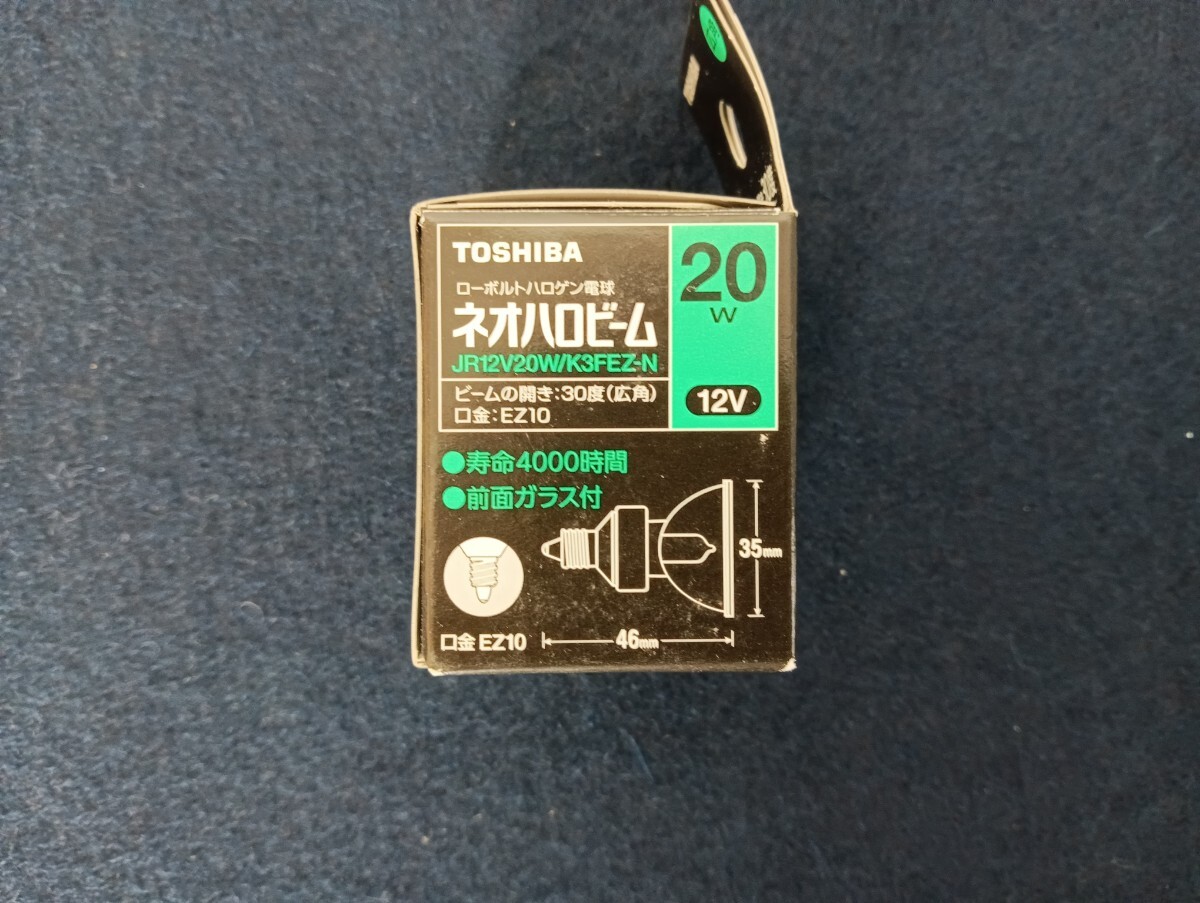 TOSHIBA
ローボルトハロゲン電球
ネオハロビーム
JR12V20W/K3FEZ-N
ビームの開き:30度(広角)
口金:EZ10
20
W
12V
●寿命4000時間
●前面ガラス付
35mm
46mm
口金 EZ10